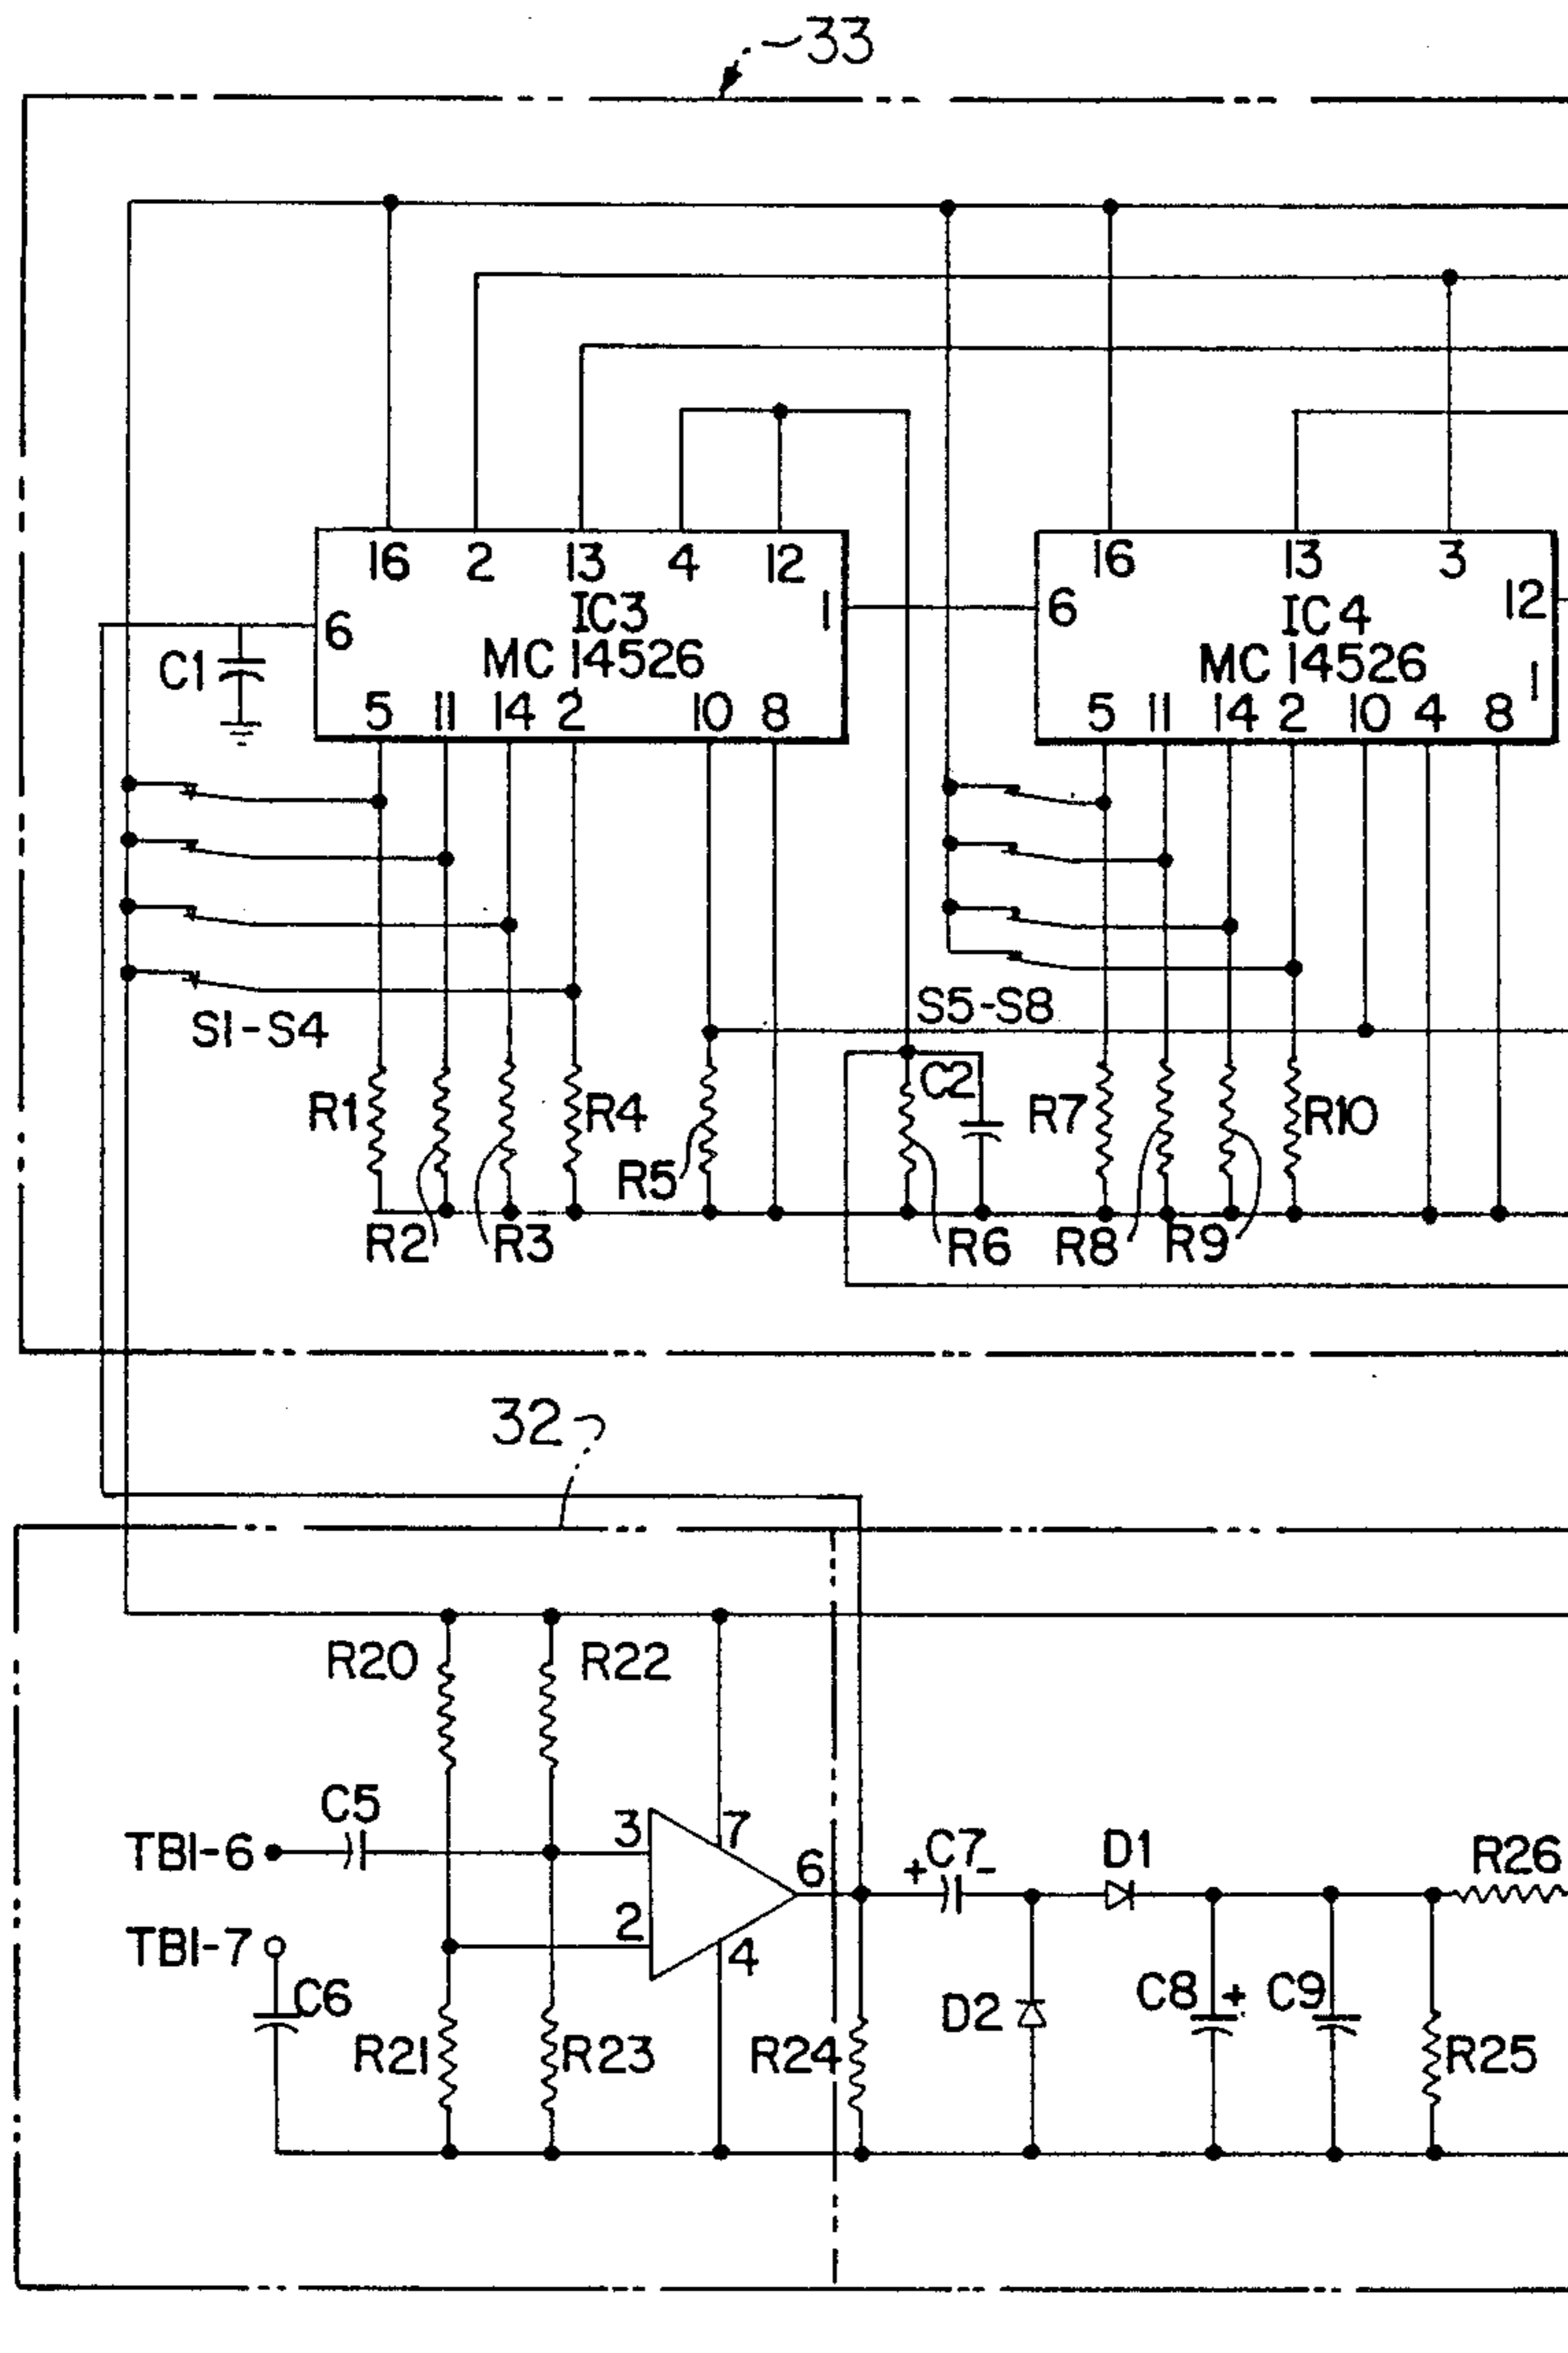 33
16 2 13 4 12
16 13 3
IC3
1
6
IC4
12
6
MC 14526
MC 14526
1
C1
5 11 14 2 10 8
5 11 14 2 10 4 8
S1-S4
S5-S8
C2
R1
R4
R7
R10
R5
R2
R3
R6
R8
R9
32
R20
R22
C5
3
7
TB1-6
6
+
C7
-
D1
R26
2
TB1-7
4
C6
D2
C8
+
C9
R21
R23
R24
R25